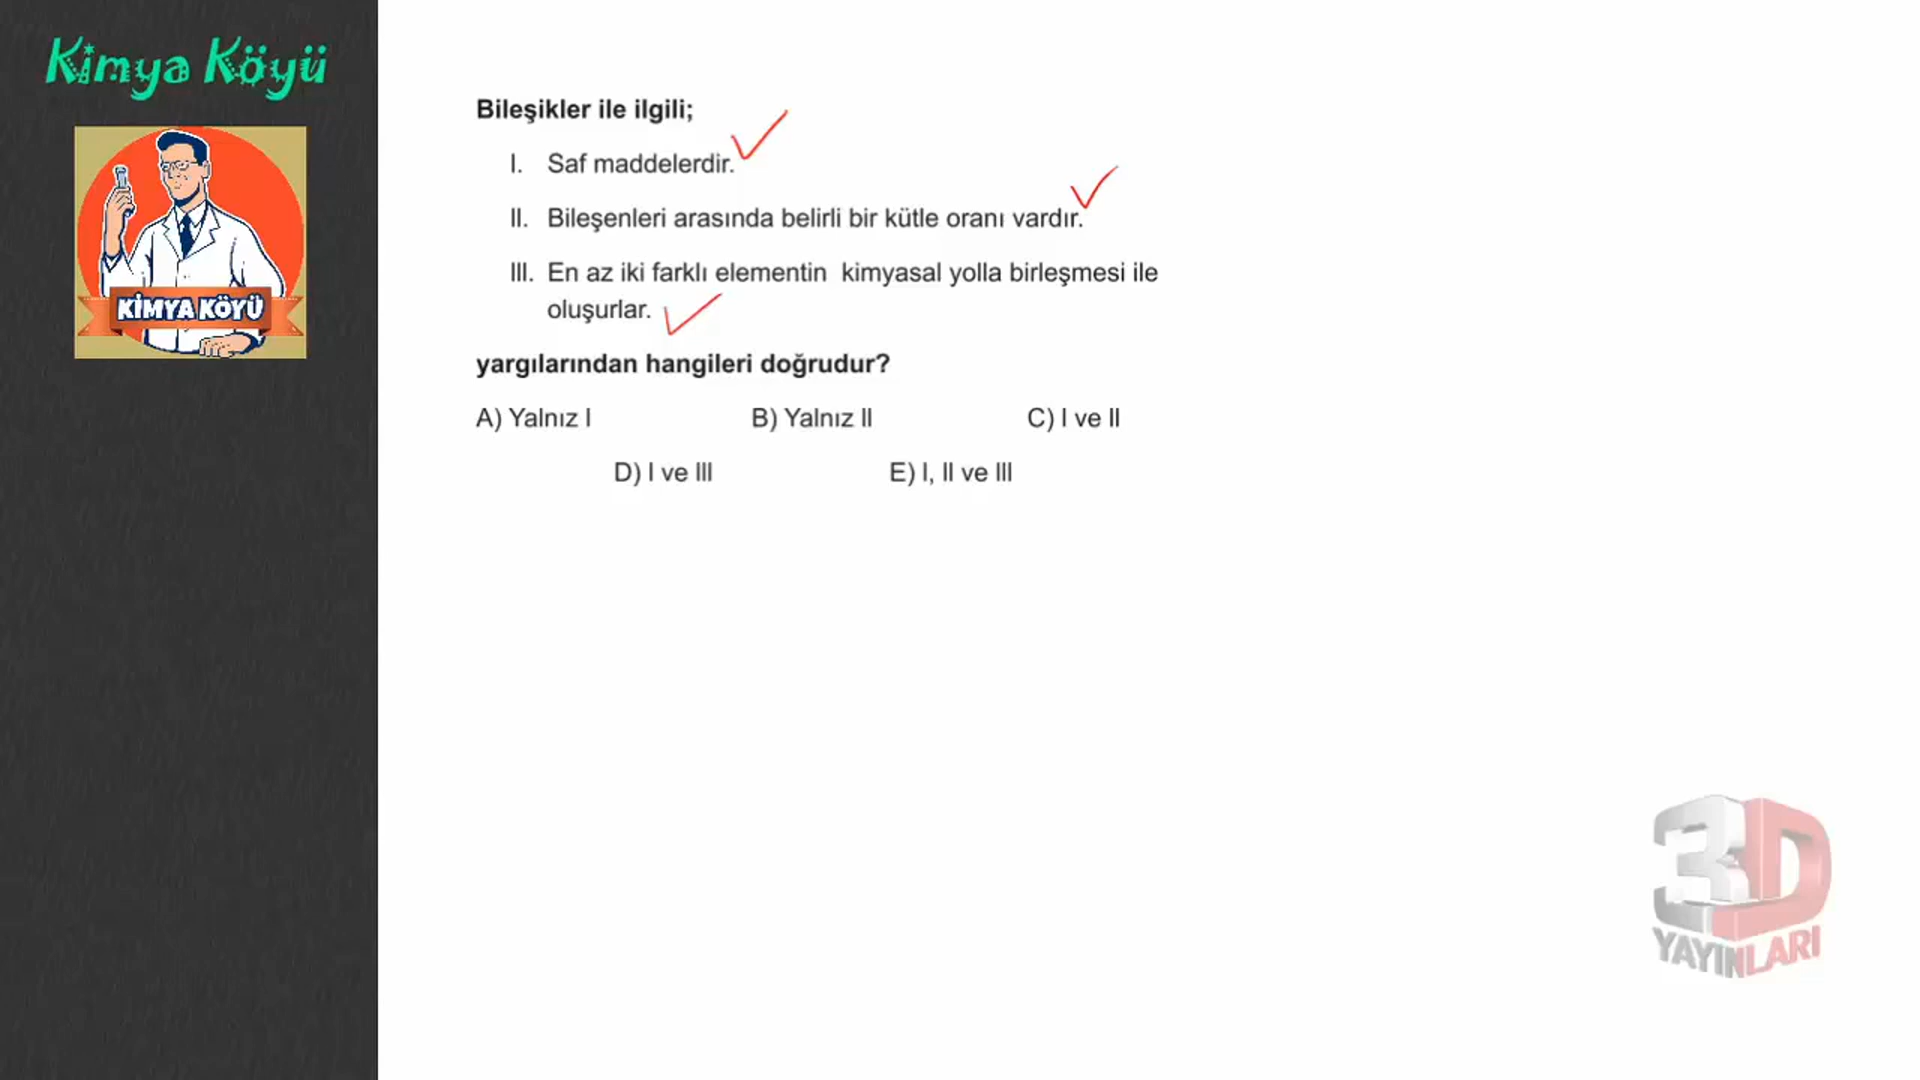 Kimya Köyü
KİMYA KÖYÜ
Bileşikler ile ilgili;
I. Saf maddelerdir.
II. Bileşenleri arasında belirli bir kütle oranı vardır.
III. En az iki farklı elementin kimyasal yolla birleşmesi ile
oluşurlar.
yargılarından hangileri doğrudur?
A) Yalnız I B) Yalnız II C) I ve II
D) I ve III E) I, II ve III
3D
YAYINLARI